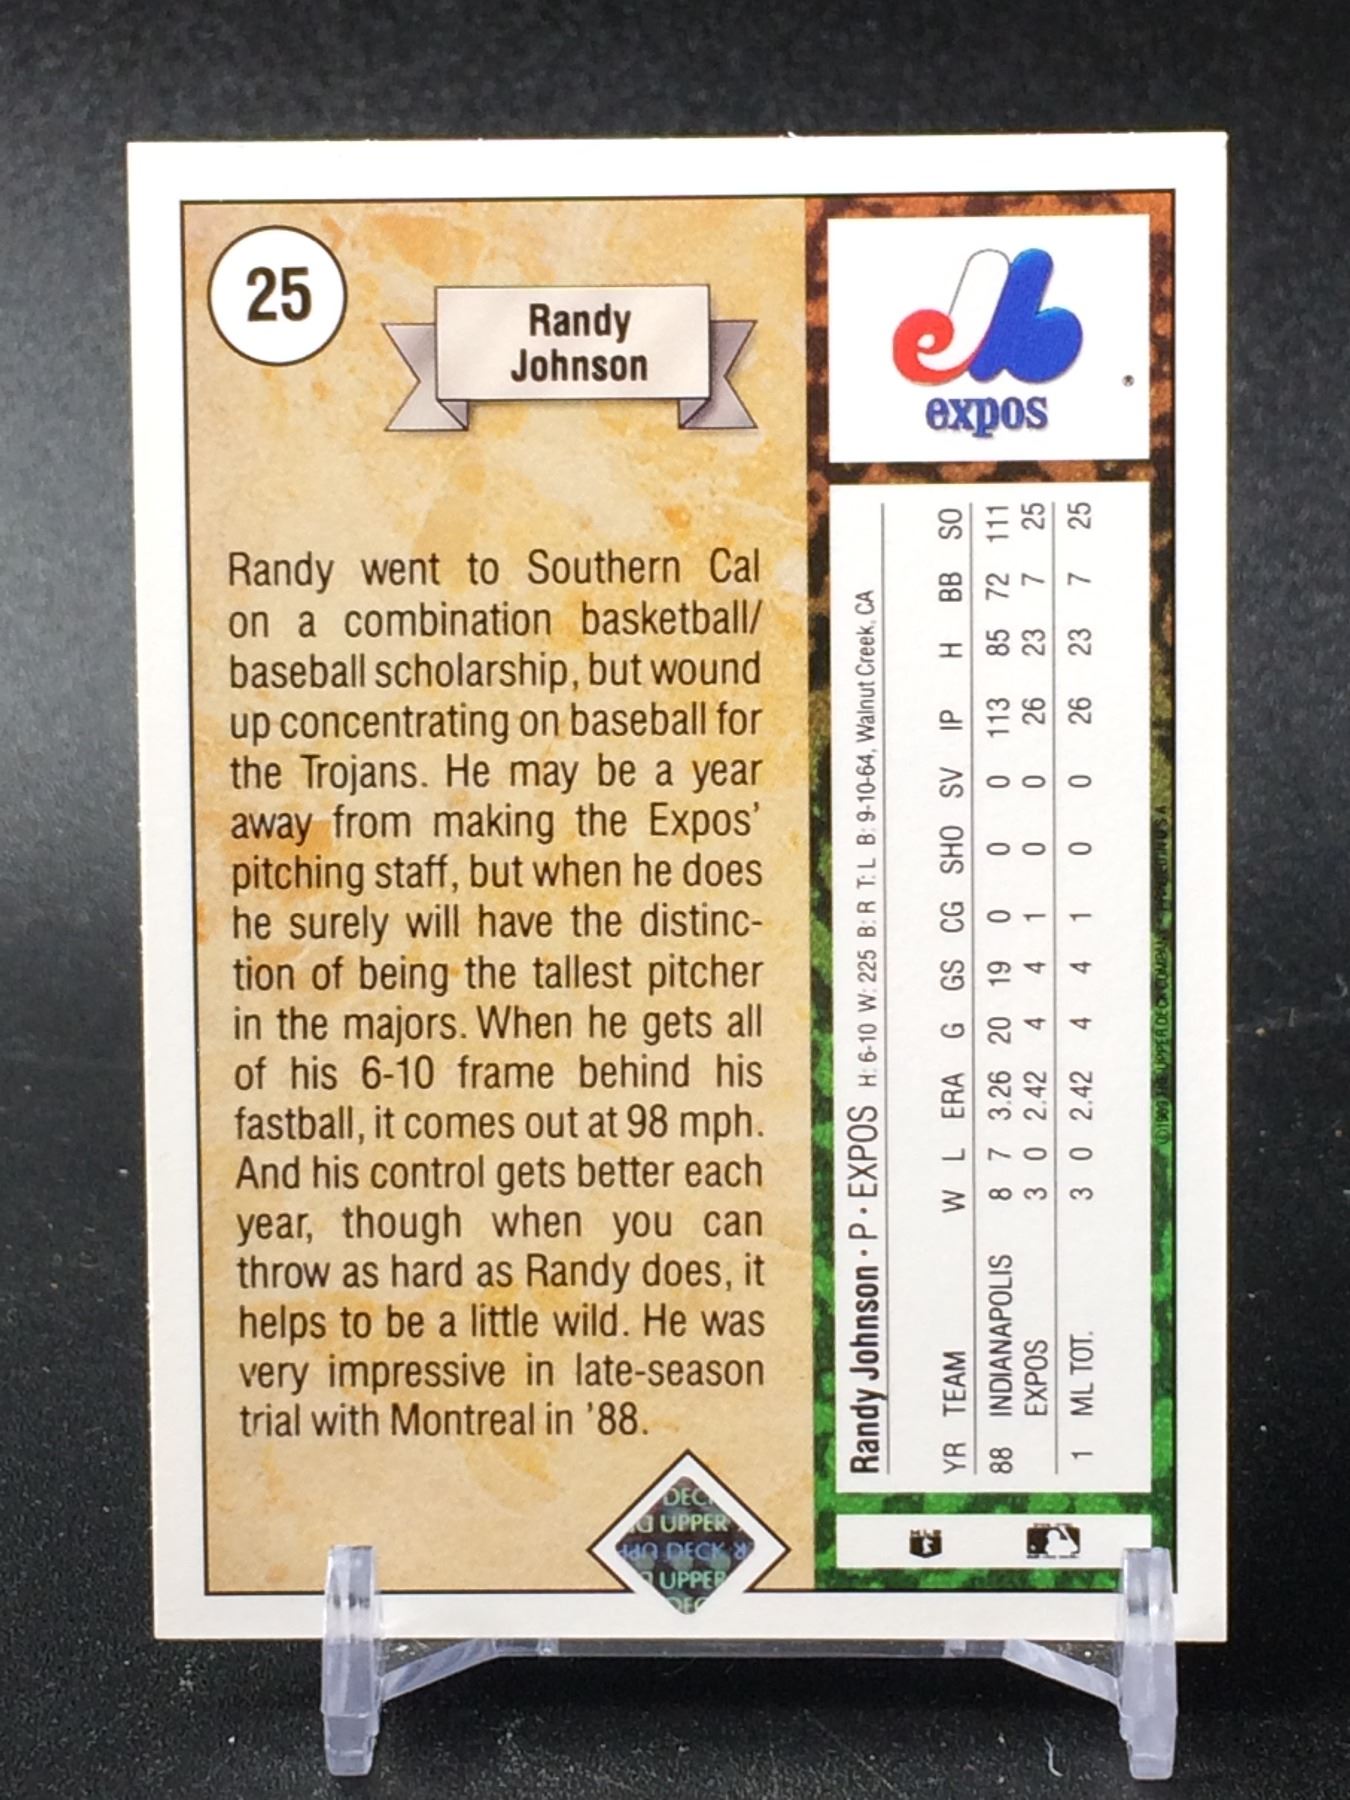 25
Randy
Johnson
Randy went to Southern Cal
on a combination basketball/
baseball scholarship, but wound
up concentrating on baseball for
the Trojans. He may be a year
away from making the Expos'
pitching staff, but when he does
he surely will have the distinc-
tion of being the tallest pitcher
in the majors. When he gets all
of his 6-10 frame behind his
fastball, it comes out at 98 mph.
And his control gets better each
year, though when you can
throw as hard as Randy does, it
helps to be a little wild. He was
very impressive in late-season
trial with Montreal in '88.
DECK
UPPER
UPPER DECK
UPPER
DEC
expos
®
Randy Johnson • P • EXPOS H: 6-10 W: 225 B: R T: L B: 9-10-64, Walnut Creek, CA
YR TEAM W L ERA G GS CG SHO SV IP H BB SO
88 INDIANAPOLIS 8 7 3.26 20 19 0 0 0 113 85 72 111
EXPOS 3 0 2.42 4 4 1 0 0 26 23 7 25
1 ML TOT. 3 0 2.42 4 4 1 0 0 26 23 7 25
THE UPPER DECK COMPANY